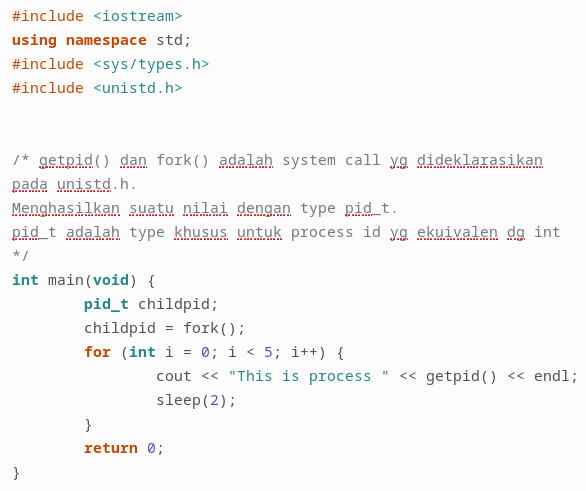 #include <iostream>
using namespace std;
#include <sys/types.h>
#include <unistd.h>
/* getpid() dan fork() adalah system call yg dideklarasikan
pada unistd.h.
Menghasilkan suatu nilai dengan type pid_t.
pid_t adalah type khusus untuk process id yg ekuivalen dg int
*/
int main(void) {
pid_t childpid;
childpid = fork();
for (int i = 0; i < 5; i++) {
cout << "This is process " << getpid() << endl;
sleep(2);
}
return 0;
}